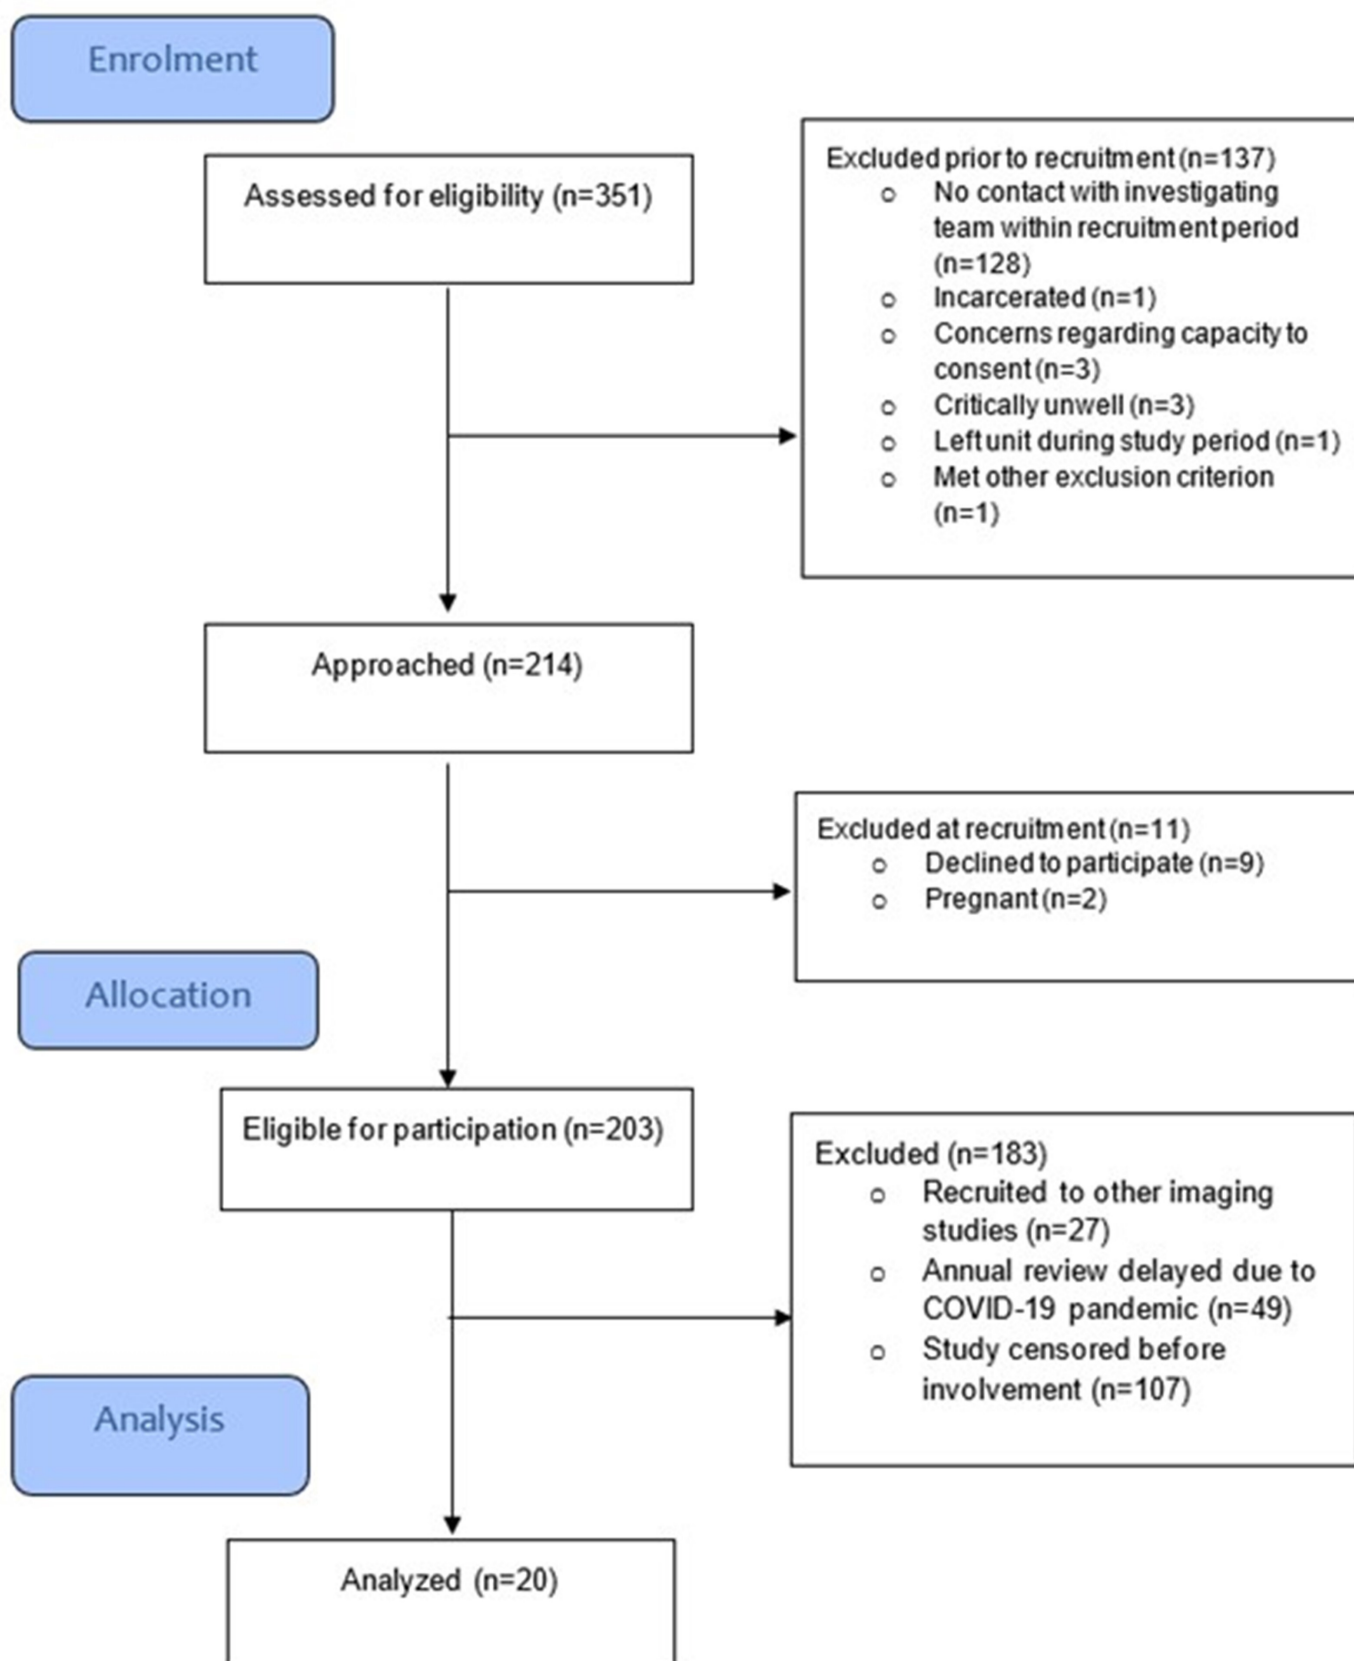 Enrolment
Assessed for eligibility (n=351)
Excluded prior to recruitment (n=137)
o No contact with investigating
team within recruitment period
(n=128)
o Incarcerated (n=1)
o Concerns regarding capacity to
consent (n=3)
o Critically unwell (n=3)
o Left unit during study period (n=1)
o Met other exclusion criterion
(n=1)
Approached (n=214)
Excluded at recruitment (n=11)
o Declined to participate (n=9)
o Pregnant (n=2)
Allocation
Eligible for participation (n=203)
Excluded (n=183)
o Recruited to other imaging
studies (n=27)
o Annual review delayed due to
COVID-19 pandemic (n=49)
o Study censored before
involvement (n=107)
Analysis
Analyzed (n=20)